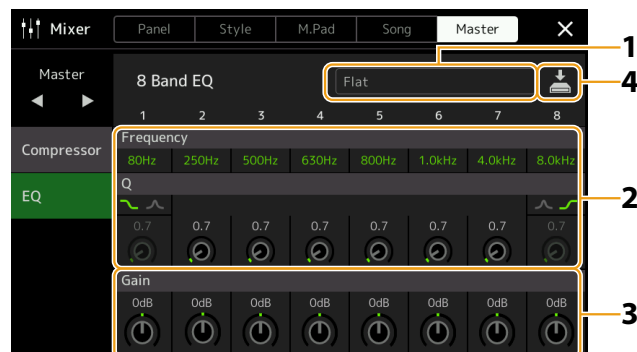 Mixer Panel Style M.Pad Song Master
1
Master 8 Band EQ Flat 4
1 2 3 4 5 6 7 8
Compressor
EQ
Frequency
80Hz 250Hz 500Hz 630Hz 800Hz 1.0kHz 4.0kHz 8.0kHz
Q
2
0.7 0.7 0.7 0.7 0.7 0.7 0.7 0.7
Gain
0dB 0dB 0dB 0dB 0dB 0dB 0dB 0dB
3